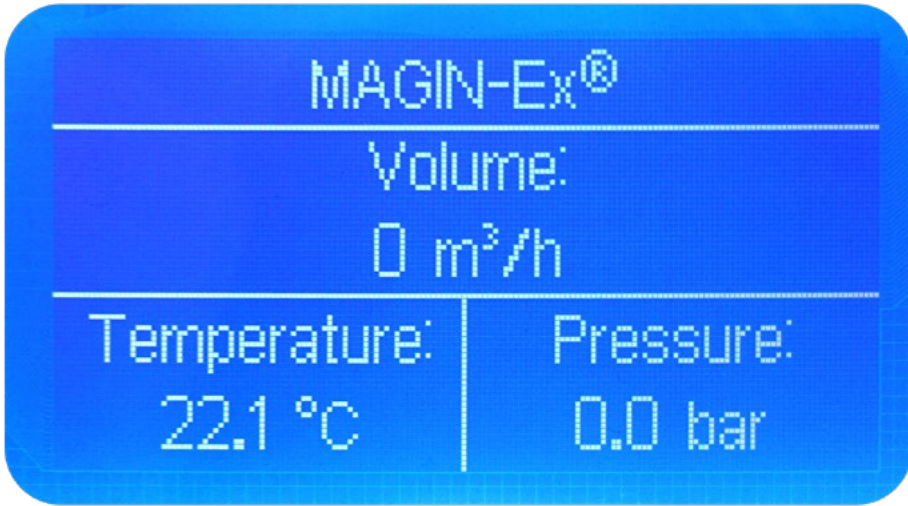 MAGIN-Ex®
Volume:
0 m³/h
Temperature:
22.1 °C
Pressure:
0.0 bar